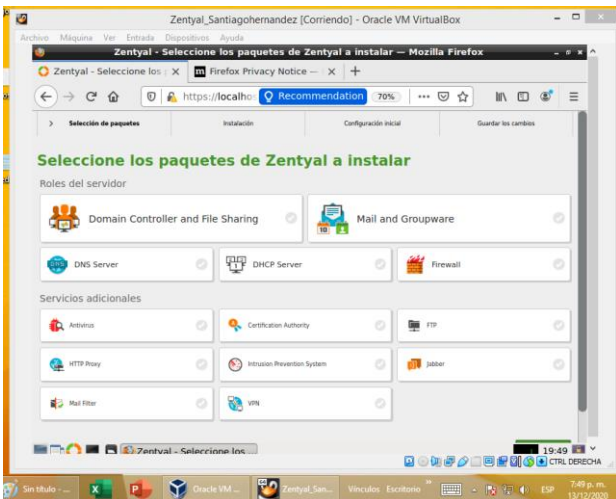 Zentyal_Santiagohernandez [Corriendo] - Oracle VM VirtualBox
Archivo Máquina Ver Entrada Dispositivos Ayuda
Zentyal - Seleccione los paquetes de Zentyal a instalar — Mozilla Firefox
Zentyal - Seleccione los
Firefox Privacy Notice —
https://localho
Recommendation
70%
Selección de paquetes
Instalación
Configuración inicial
Guardar los cambios
Seleccione los paquetes de Zentyal a instalar
Roles del servidor
Domain Controller and File Sharing
Mail and Groupware
DNS Server
DHCP Server
Firewall
Servicios adicionales
Antivirus
Certification Authority
FTP
HTTP Proxy
Intrusion Prevention System
Jabber
Mail Filter
VPN
Zentyal - Seleccione los...
19:49
CTRL DERECHA
Sin título - ...
Oracle VM ...
Zentyal_San...
Vínculos
Escritorio
ESP
7:49 p. m.
13/12/2020